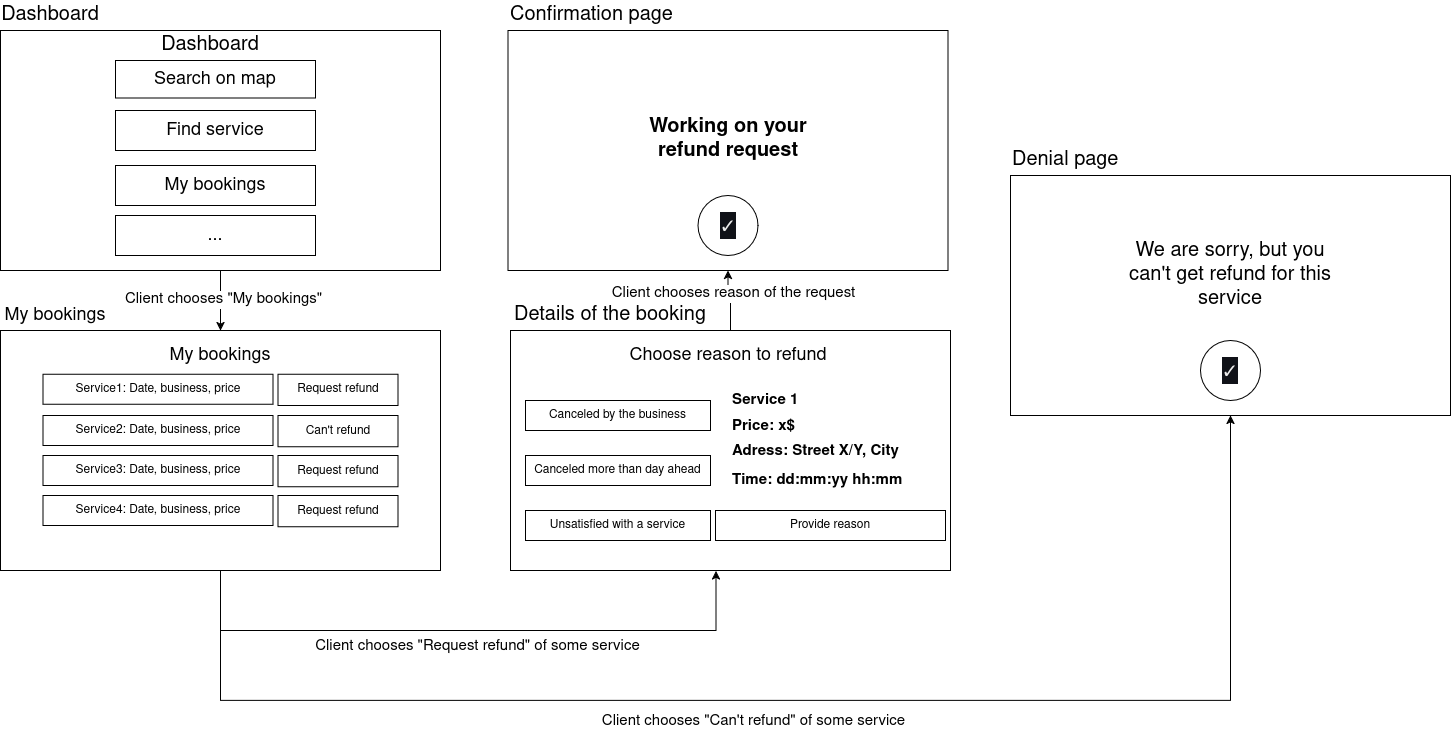 Dashboard
Dashboard
Search on map
Find service
My bookings
...
Client chooses "My bookings"
My bookings
My bookings
Service1: Date, business, price
Request refund
Service2: Date, business, price
Can't refund
Service3: Date, business, price
Request refund
Service4: Date, business, price
Request refund
Client chooses "Request refund" of some service
Client chooses "Can't refund" of some service
Confirmation page
Working on your
refund request
✓
Client chooses reason of the request
Details of the booking
Choose reason to refund
Canceled by the business
Canceled more than day ahead
Unsatisfied with a service
Provide reason
Service 1
Price: x$
Adress: Street X/Y, City
Time: dd:mm:yy hh:mm
Denial page
We are sorry, but you
can't get refund for this
service
✓